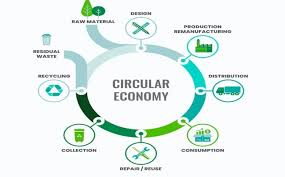 RAW MATERIAL
DESIGN
PRODUCTION
REMANUFACTURING
RESIDUAL
WASTE
RECYCLING
CIRCULAR
ECONOMY
DISTRIBUTION
COLLECTION
CONSUMPTION
REPAIR / REUSE